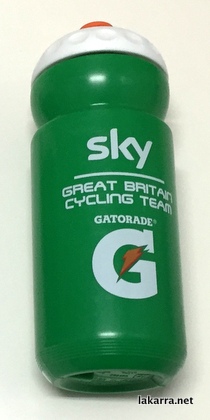 sky
GREAT BRITAIN
CYCLING TEAM
GATORADE®
G
lakarra.net